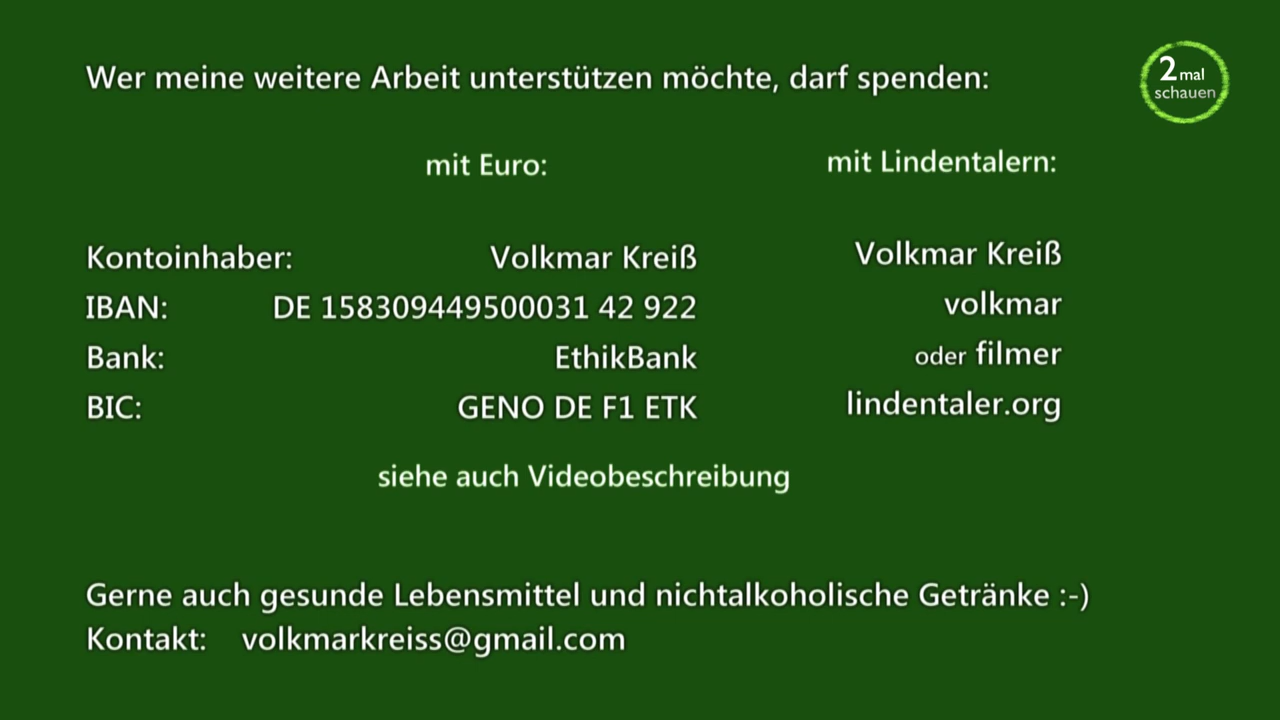 Wer meine weitere Arbeit unterstützen möchte, darf spenden:
2 mal
schauen
mit Euro:
mit Lindentalern:
Kontoinhaber: Volkmar Kreiß Volkmar Kreiß
IBAN: DE 158309449500031 42 922 volkmar
Bank: EthikBank oder filmer
BIC: GENO DE F1 ETK lindentaler.org
siehe auch Videobeschreibung
Gerne auch gesunde Lebensmittel und nichtalkoholische Getränke :-)
Kontakt: volkmarkreiss@gmail.com